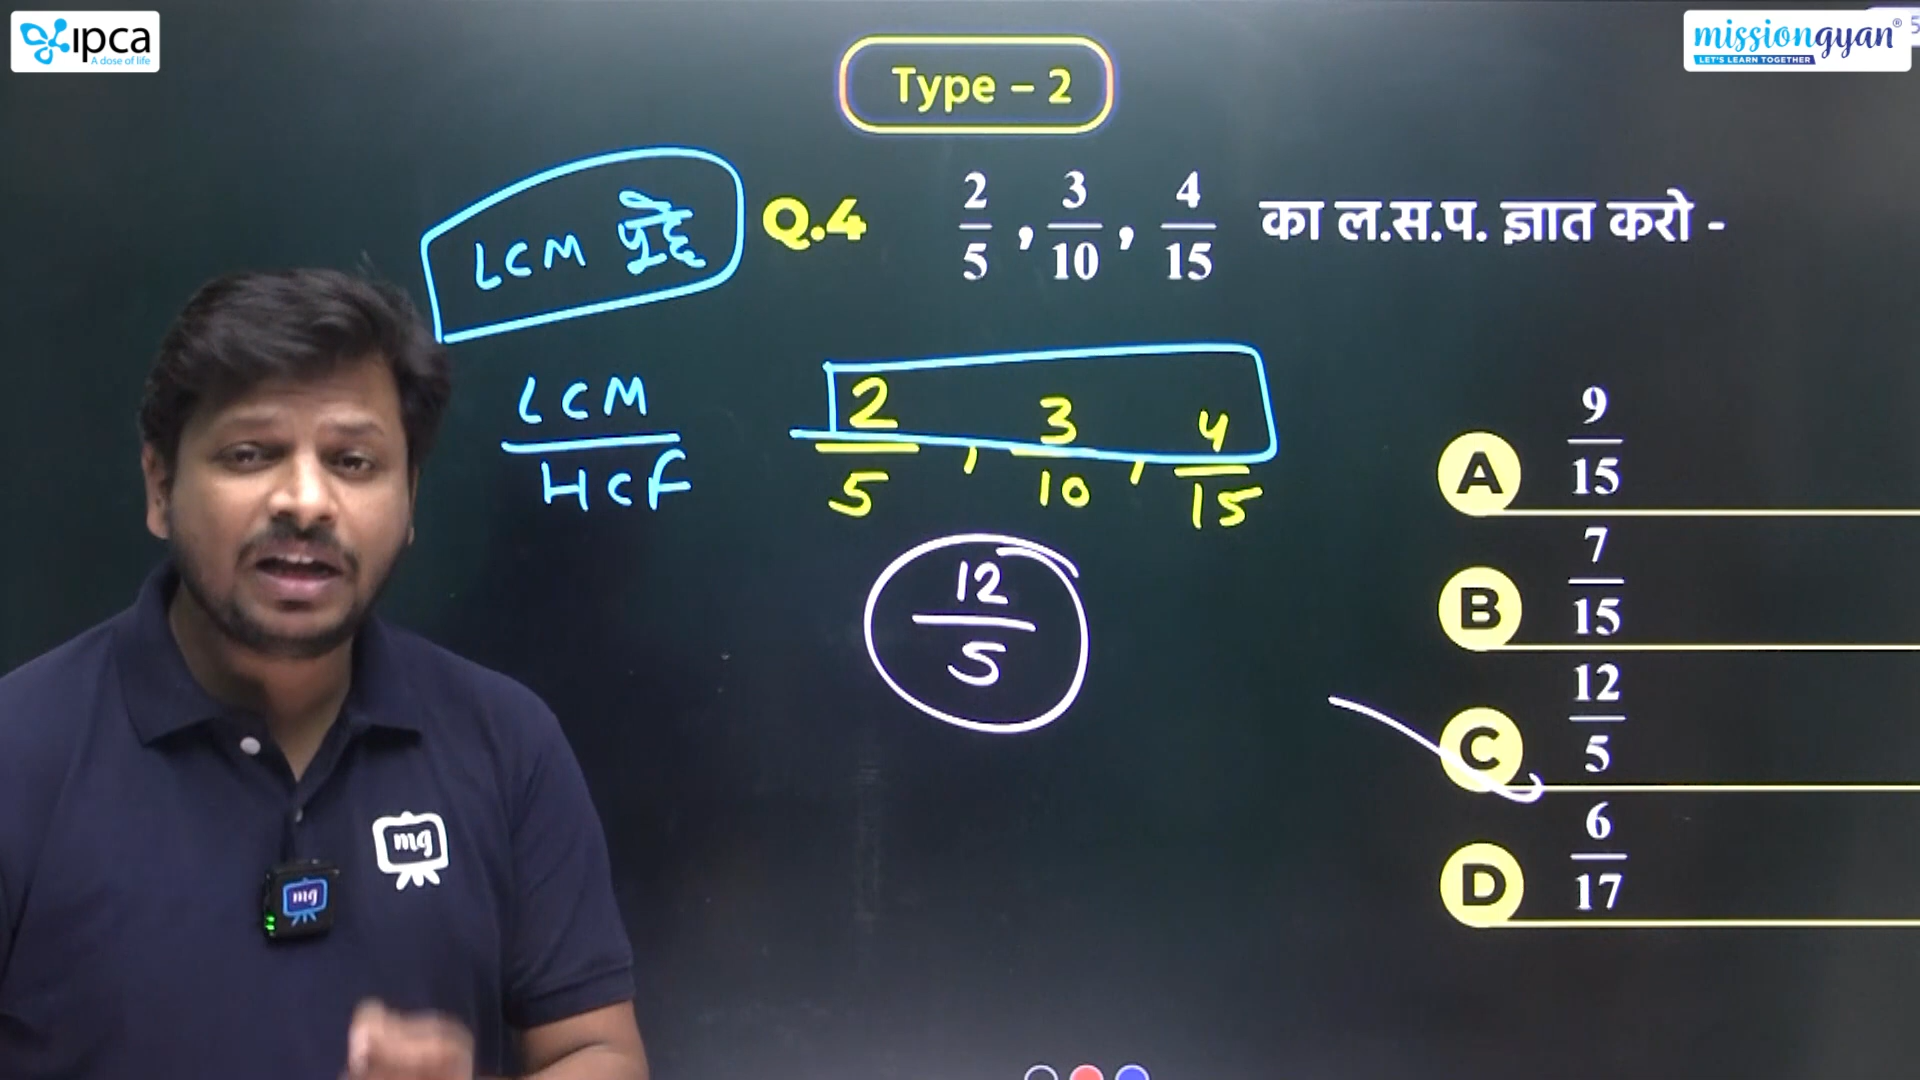 ipca
A dose of life
missiongyan®
LET'S LEARN TOGETHER
5
Type – 2
LCM
Q.4 2/5 , 3/10 , 4/15 का ल.स.प. ज्ञात करो -
LCM
HCF
2/5 , 3/10 , 4/15
12/5
A 9/15
B 7/15
C 12/5
D 6/17
mg
mg